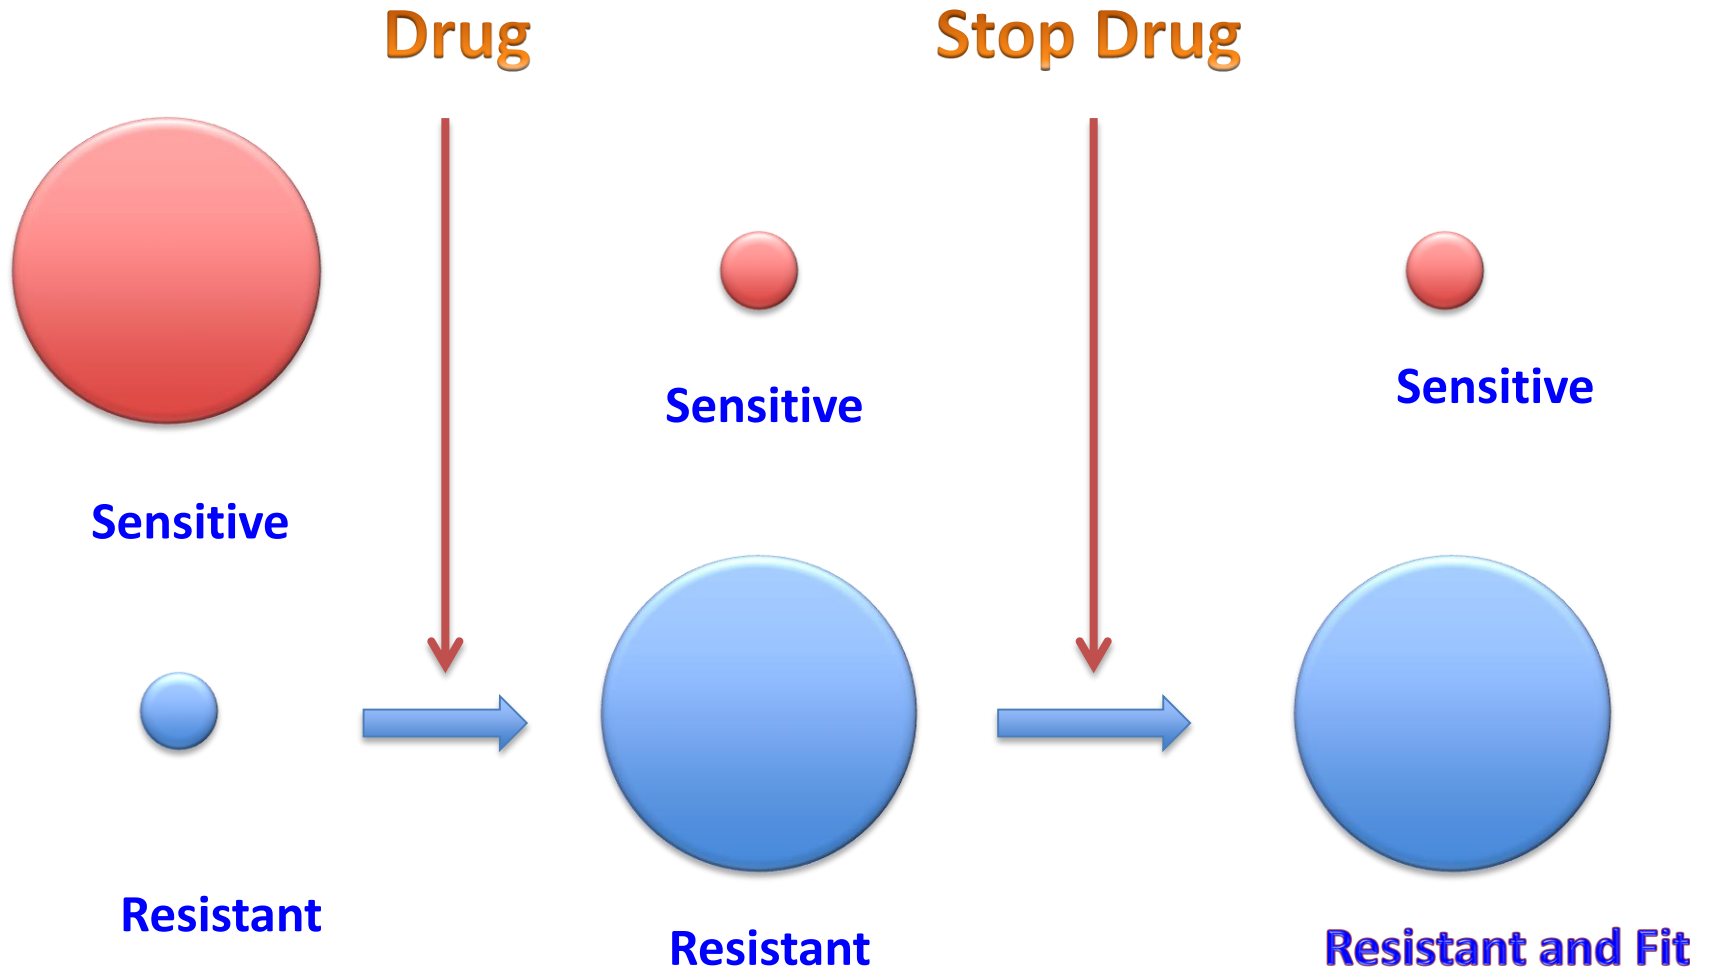 Drug
Stop Drug
Sensitive
Sensitive
Sensitive
Resistant
Resistant
Resistant and Fit